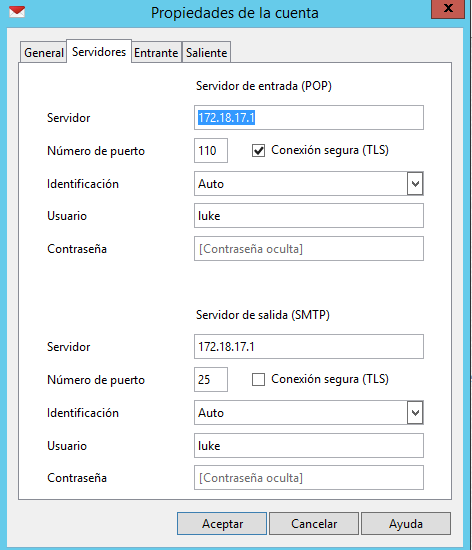 Propiedades de la cuenta
x
General Servidores Entrante Saliente
Servidor de entrada (POP)
Servidor 172.18.17.1
Número de puerto 110 Conexión segura (TLS)
Identificación Auto
Usuario luke
Contraseña [Contraseña oculta]
Servidor de salida (SMTP)
Servidor 172.18.17.1
Número de puerto 25 Conexión segura (TLS)
Identificación Auto
Usuario luke
Contraseña [Contraseña oculta]
Aceptar Cancelar Ayuda